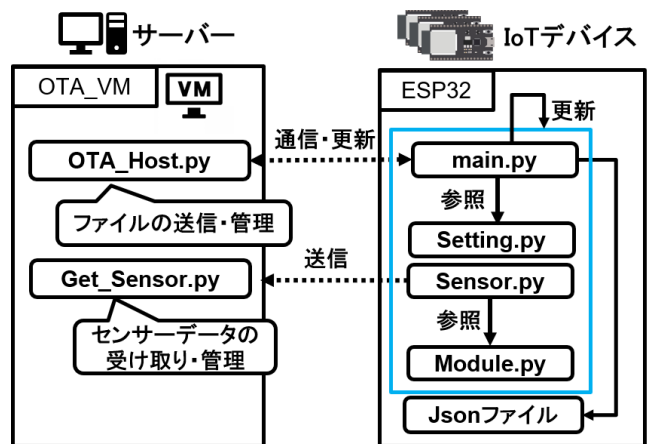 サーバー
IoTデバイス
OTA_VM
VM
ESP32
更新
通信・更新
OTA_Host.py
main.py
参照
ファイルの送信・管理
Setting.py
送信
Get_Sensor.py
Sensor.py
参照
センサーデータの
受け取り・管理
Module.py
Jsonファイル